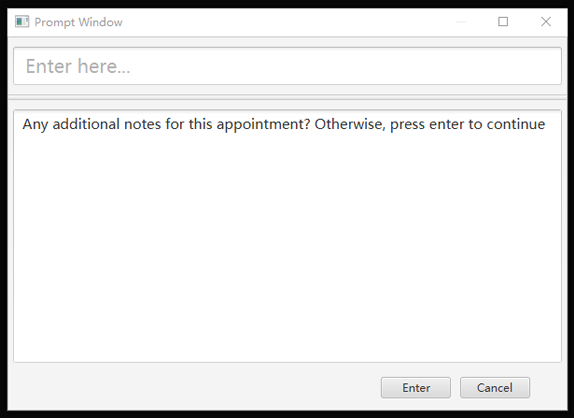 Prompt Window
Enter here...
Any additional notes for this appointment? Otherwise, press enter to continue
Enter
Cancel